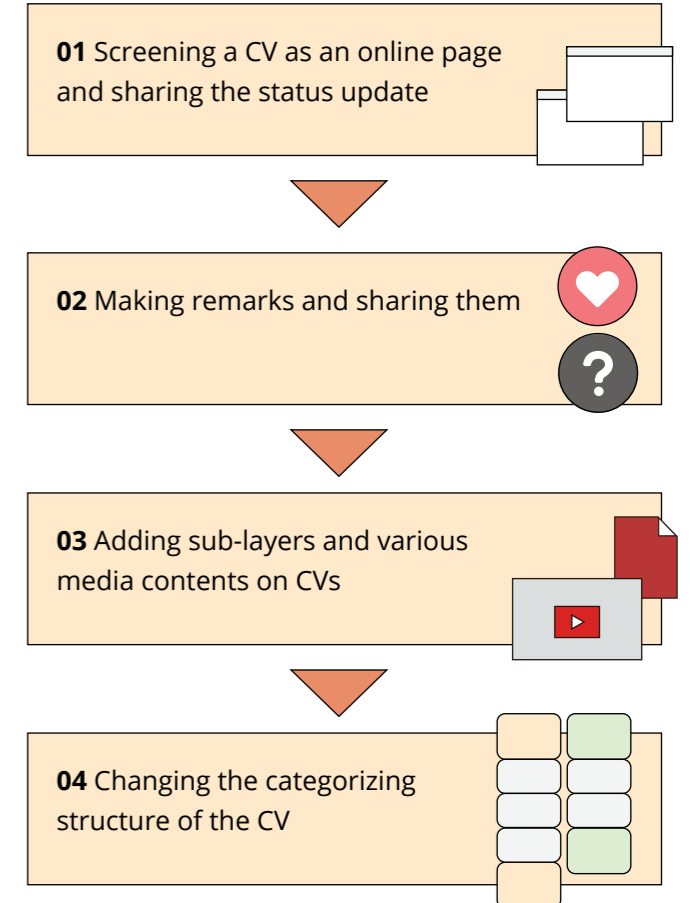 01 Screening a CV as an online page
and sharing the status update
02 Making remarks and sharing them
?
03 Adding sub-layers and various
media contents on CVs
04 Changing the categorizing
structure of the CV